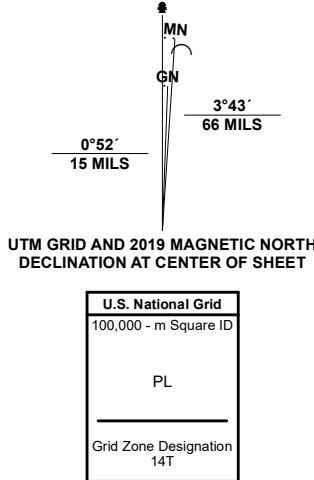 MN
GN
3°43´
66 MILS
0°52´
15 MILS
UTM GRID AND 2019 MAGNETIC NORTH
DECLINATION AT CENTER OF SHEET
U.S. National Grid
100,000 - m Square ID
PL
Grid Zone Designation
14T